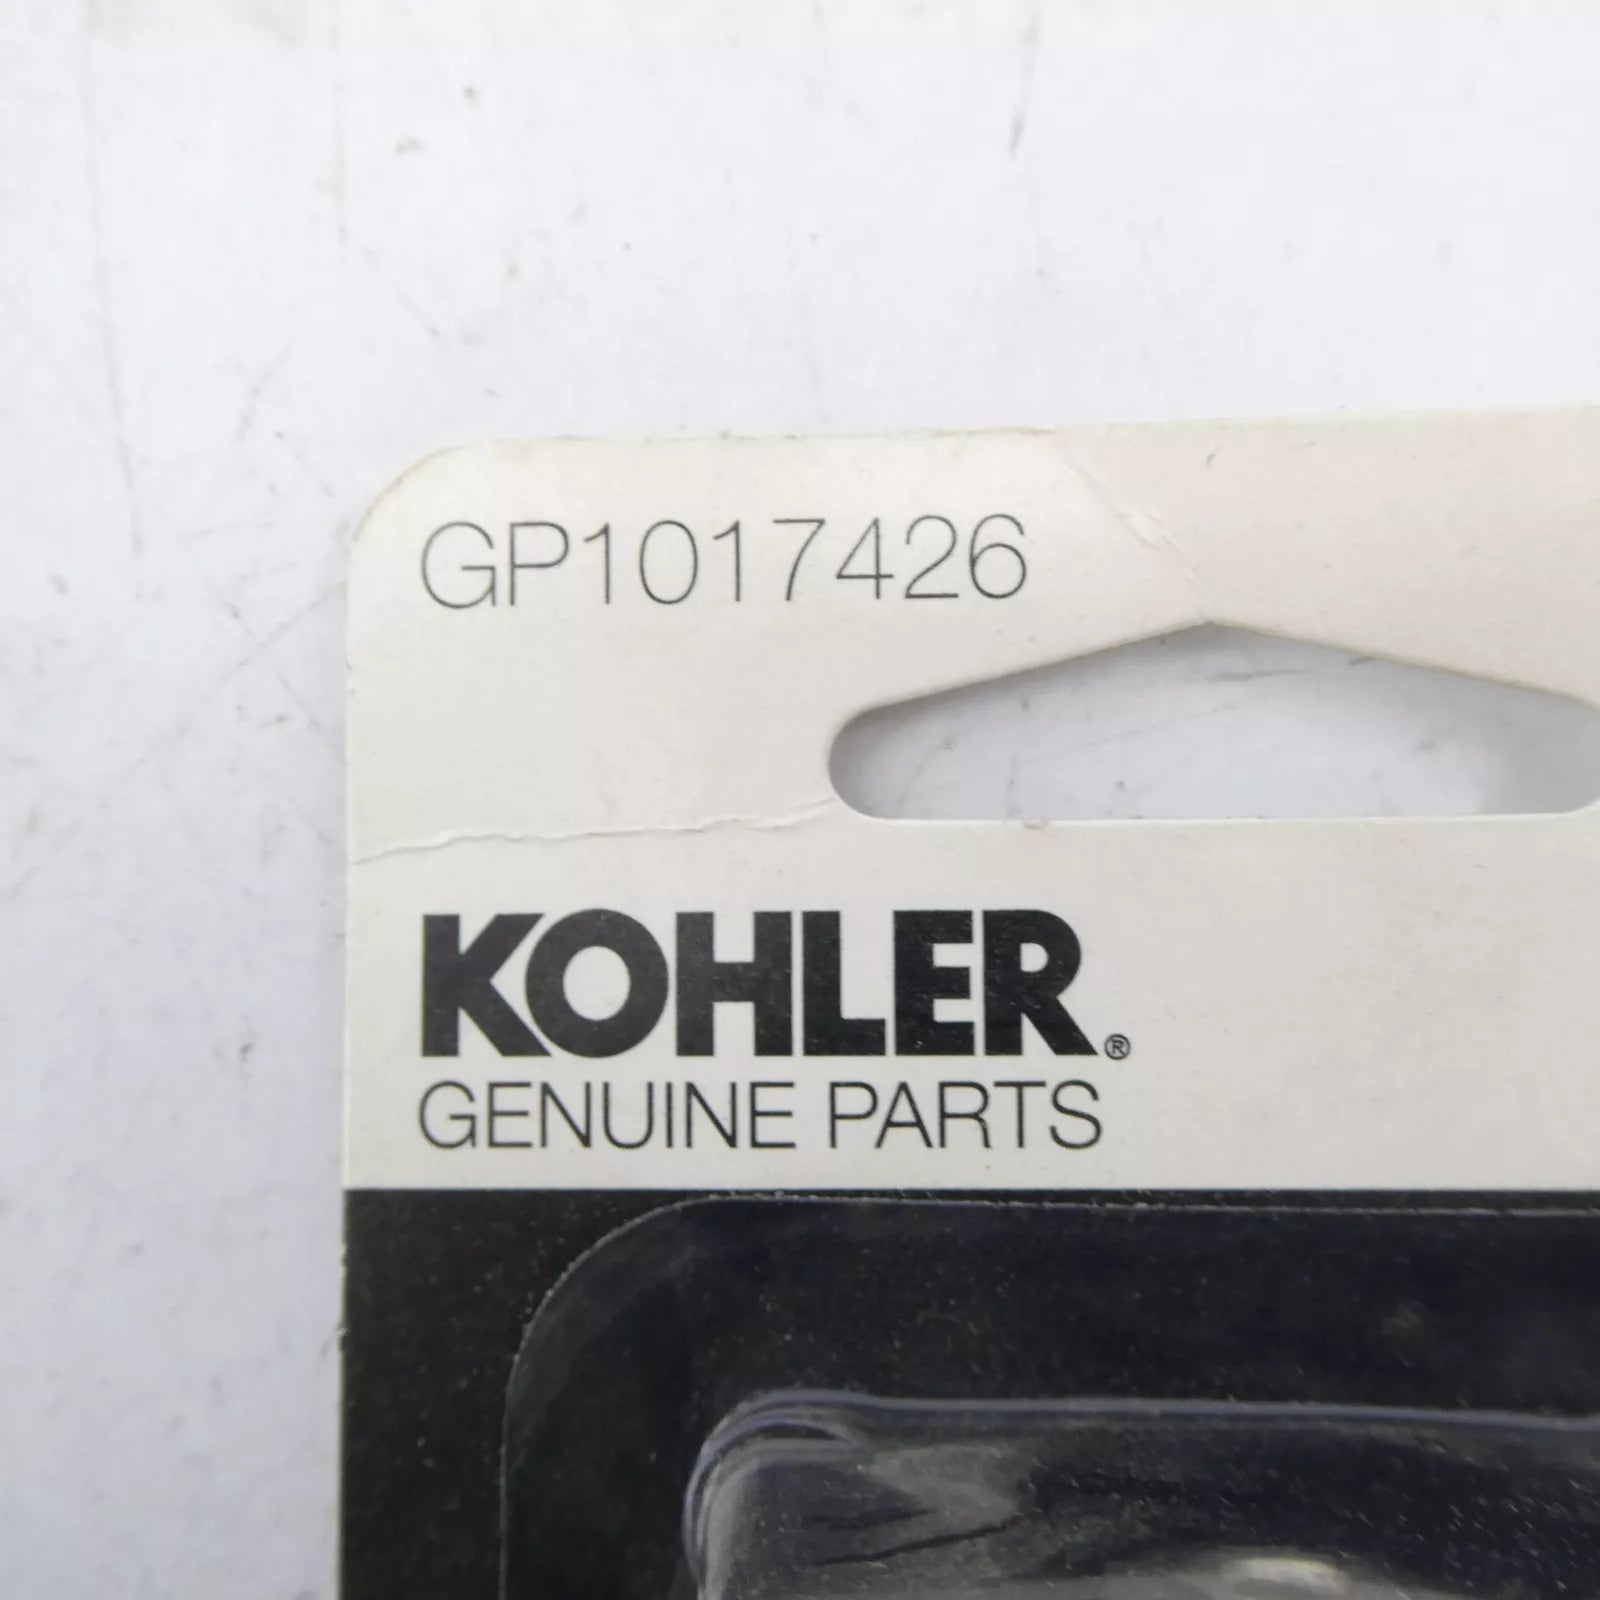 GP1017426
KOHLER®
GENUINE PARTS